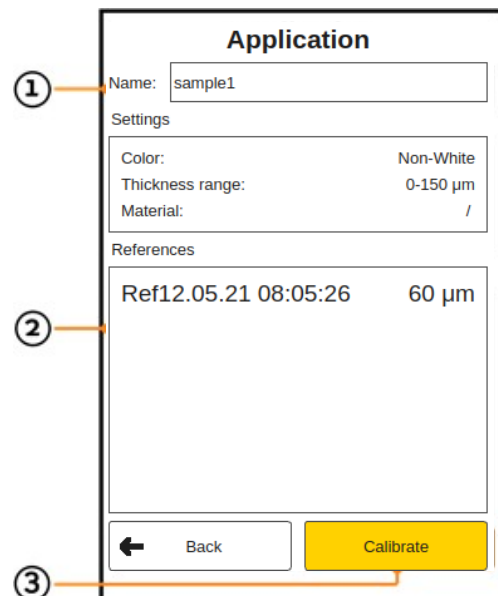 Application
① Name: sample1
Settings
Color: Non-White
Thickness range: 0-150 µm
Material: /
References
Ref12.05.21 08:05:26 60 µm
②
Back Calibrate
③